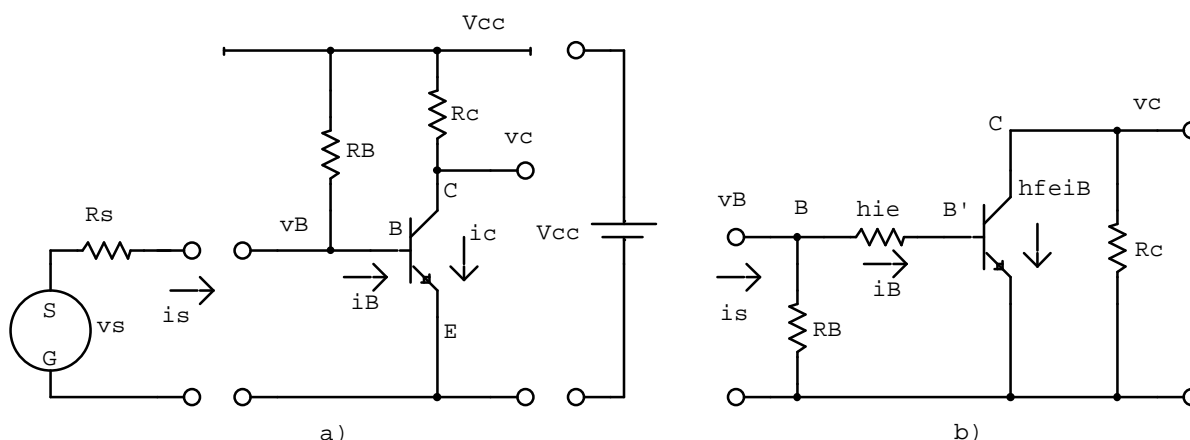 Vcc
Rc
RB
vc
C
Rs
vB
B
ic
Vcc
is
iB
S
vs
G
E
a)
vc
C
hfeiB
vB
B
hie
B'
Rc
is
iB
RB
b)